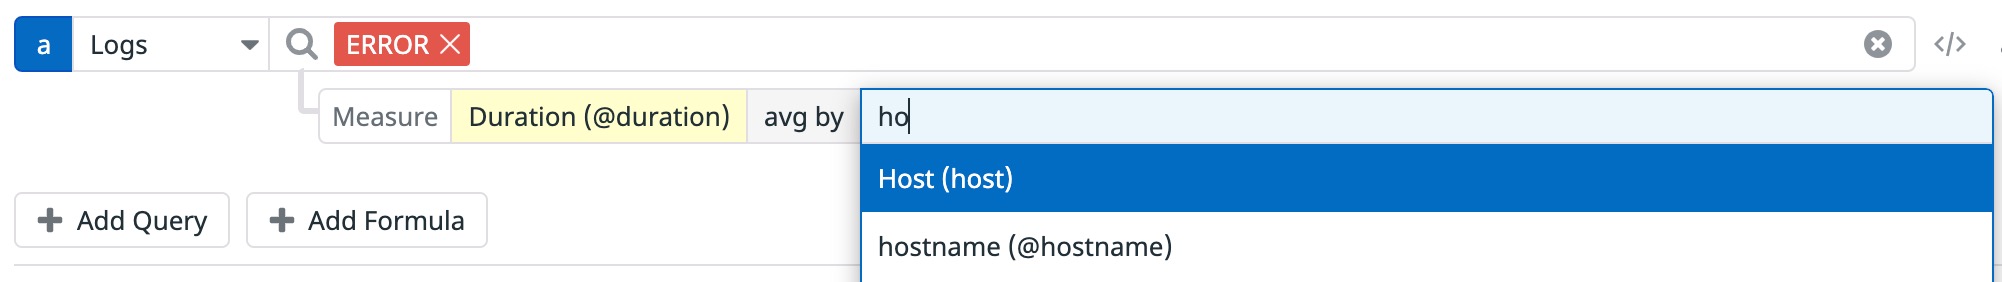 a Logs ERROR </>
Measure Duration (@duration) avg by ho
Host (host)
Add Query Add Formula
hostname (@hostname)